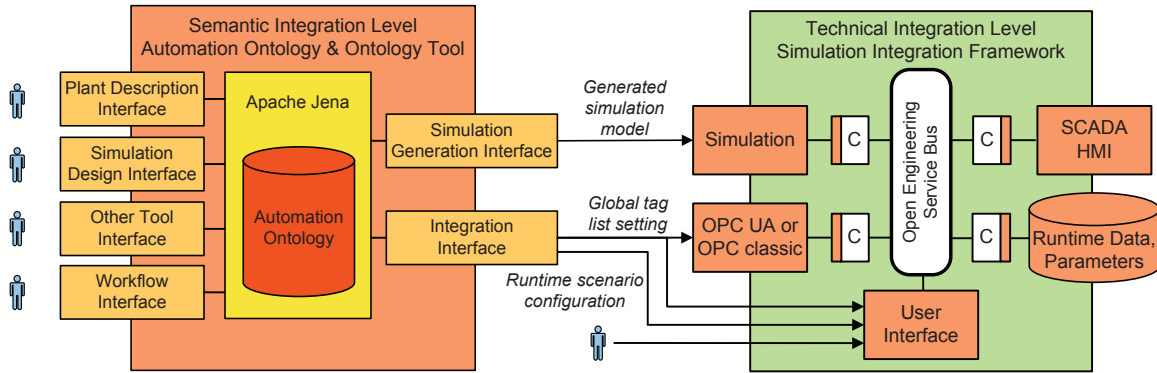 Semantic Integration Level
Automation Ontology & Ontology Tool
Plant Description
Interface
Simulation
Design Interface
Other Tool
Interface
Workflow
Interface
Apache Jena
Automation
Ontology
Simulation
Generation Interface
Integration
Interface
Generated
simulation
model
Global tag
list setting
Runtime scenario
configuration
Technical Integration Level
Simulation Integration Framework
Simulation
C
OPC UA or
OPC classic
C
Open Engineering
Service Bus
C
SCADA
HMI
C
Runtime Data,
Parameters
User
Interface